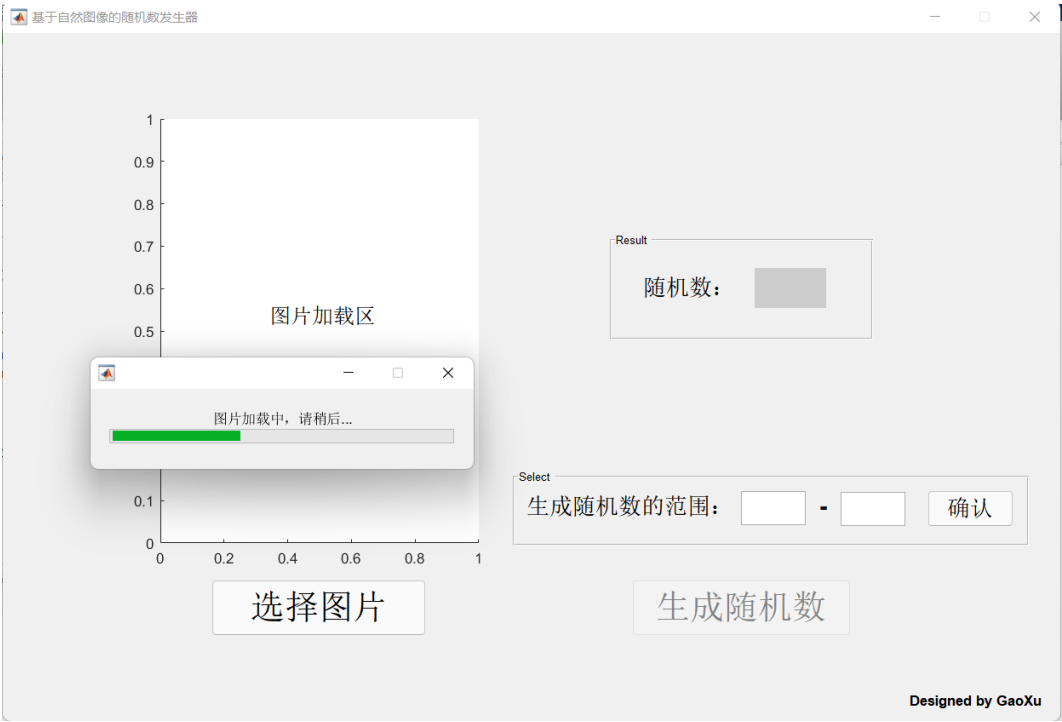 基于自然图像的随机数发生器
1
0.9
0.8
0.7
0.6
0.5
图片加载区
图片加载中，请稍后...
0.1
0
0 0.2 0.4 0.6 0.8 1
选择图片
Result
随机数：
Select
生成随机数的范围： - 确认
生成随机数
Designed by GaoXu